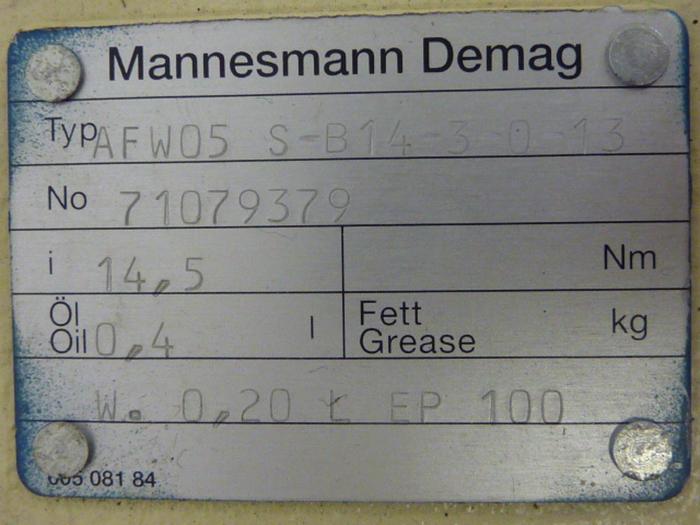 Mannesmann Demag
Typ AFW05 S-B14-3-0-13
No 71079379
i 14,5 Nm
Öl
Oil 0,4 l
Fett
Grease kg
W. 0,20 Ł EP 100
005 081 84